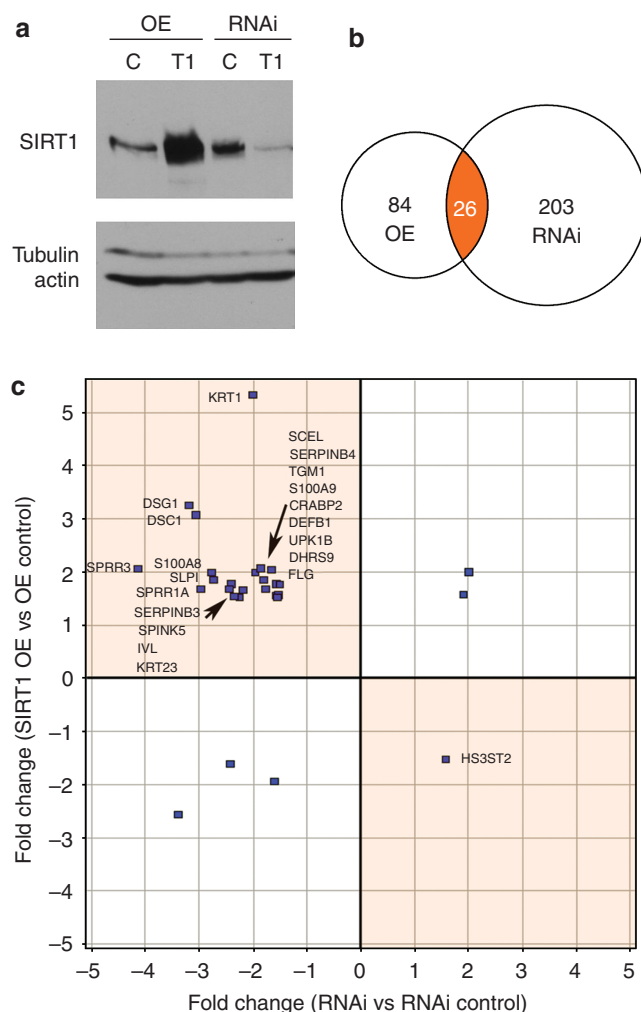 a
OE RNAi
C T1 C T1
SIRT1
Tubulin
actin
b
84
OE
26
203
RNAi
c
Fold change (SIRT1 OE vs OE control)
5
4
3
2
1
0
–1
–2
–3
–4
–5
KRT1
SCEL
SERPINB4
TGM1
S100A9
CRABP2
DEFB1
UPK1B
DHRS9
FLG
DSG1
DSC1
SPRR3
S100A8
SLPI
SPRR1A
SERPINB3
SPINK5
IVL
KRT23
HS3ST2
–5 –4 –3 –2 –1 0 1 2 3 4 5
Fold change (RNAi vs RNAi control)